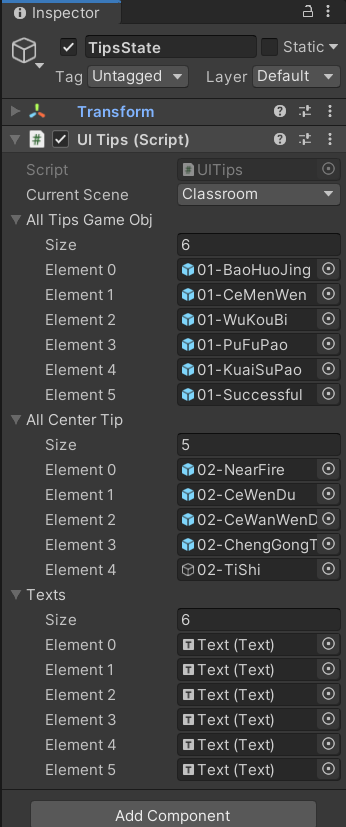 Inspector
TipsState
Static
Tag Untagged Layer Default
Transform
UI Tips (Script)
Script UITips
Current Scene Classroom
All Tips Game Obj
Size 6
Element 0 01-BaoHuoJing
Element 1 01-CeMenWen
Element 2 01-WuKouBi
Element 3 01-PuFuPao
Element 4 01-KuaiSuPao
Element 5 01-Successful
All Center Tip
Size 5
Element 0 02-NearFire
Element 1 02-CeWenDu
Element 2 02-CeWanWenD
Element 3 02-ChengGongT
Element 4 02-TiShi
Texts
Size 6
Element 0 Text (Text)
Element 1 Text (Text)
Element 2 Text (Text)
Element 3 Text (Text)
Element 4 Text (Text)
Element 5 Text (Text)
Add Component